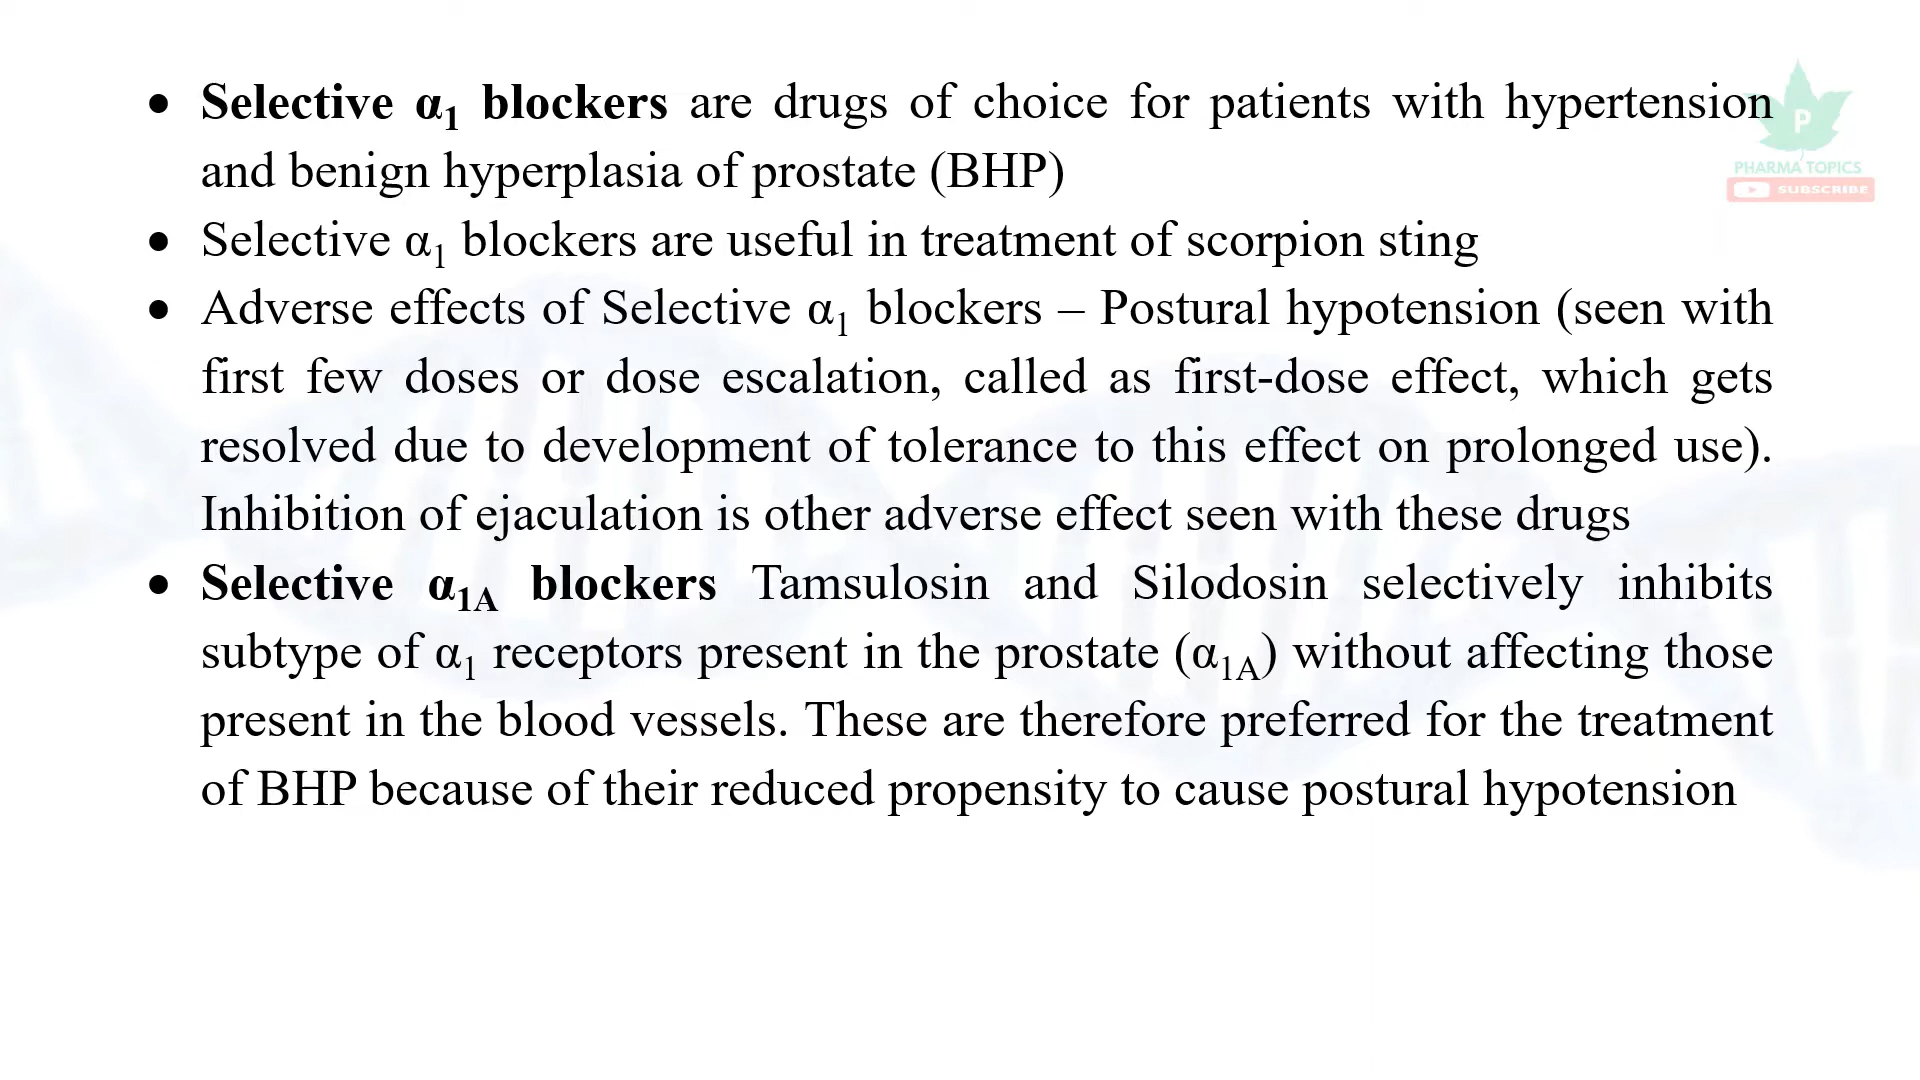 • Selective α₁ blockers are drugs of choice for patients with hypertension
and benign hyperplasia of prostate (BHP)
• Selective α₁ blockers are useful in treatment of scorpion sting
• Adverse effects of Selective α₁ blockers – Postural hypotension (seen with
first few doses or dose escalation, called as first-dose effect, which gets
resolved due to development of tolerance to this effect on prolonged use).
Inhibition of ejaculation is other adverse effect seen with these drugs
• Selective α₁A blockers Tamsulosin and Silodosin selectively inhibits
subtype of α₁ receptors present in the prostate (α₁A) without affecting those
present in the blood vessels. These are therefore preferred for the treatment
of BHP because of their reduced propensity to cause postural hypotension
P
PHARMA TOPICS
SUBSCRIBE